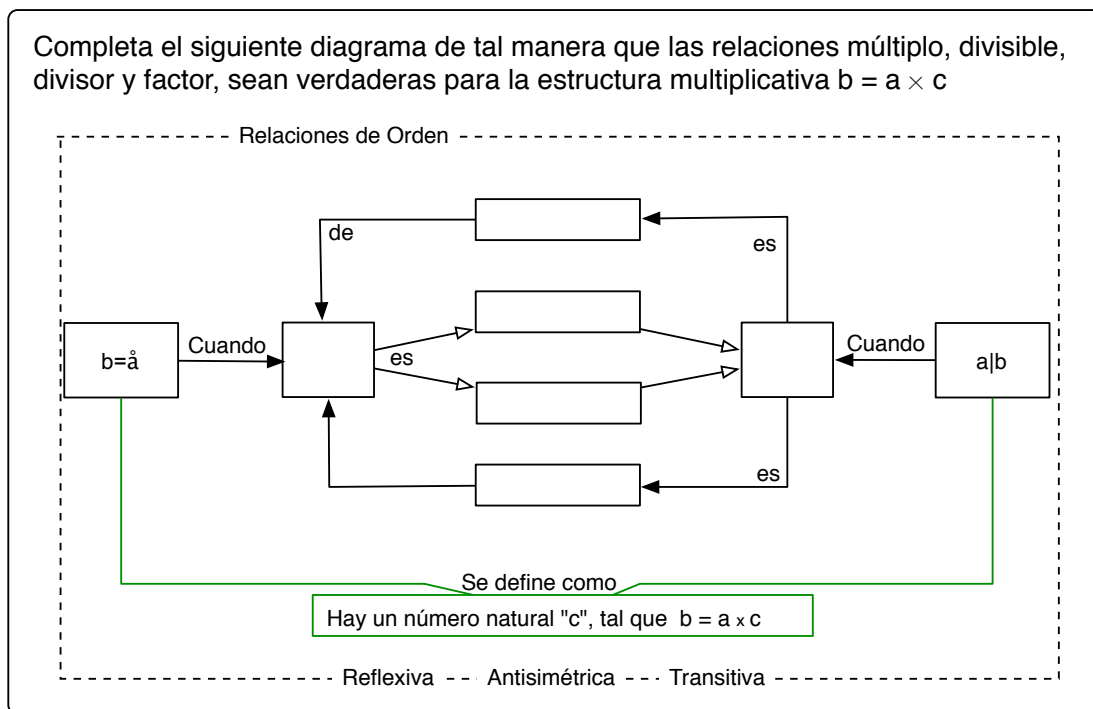 Completa el siguiente diagrama de tal manera que las relaciones múltiplo, divisible,
divisor y factor, sean verdaderas para la estructura multiplicativa b = a × c
Relaciones de Orden
de
es
Cuando
es
Cuando
b=å
a|b
es
Se define como
Hay un número natural "c", tal que b = a x c
Reflexiva
Antisimétrica
Transitiva